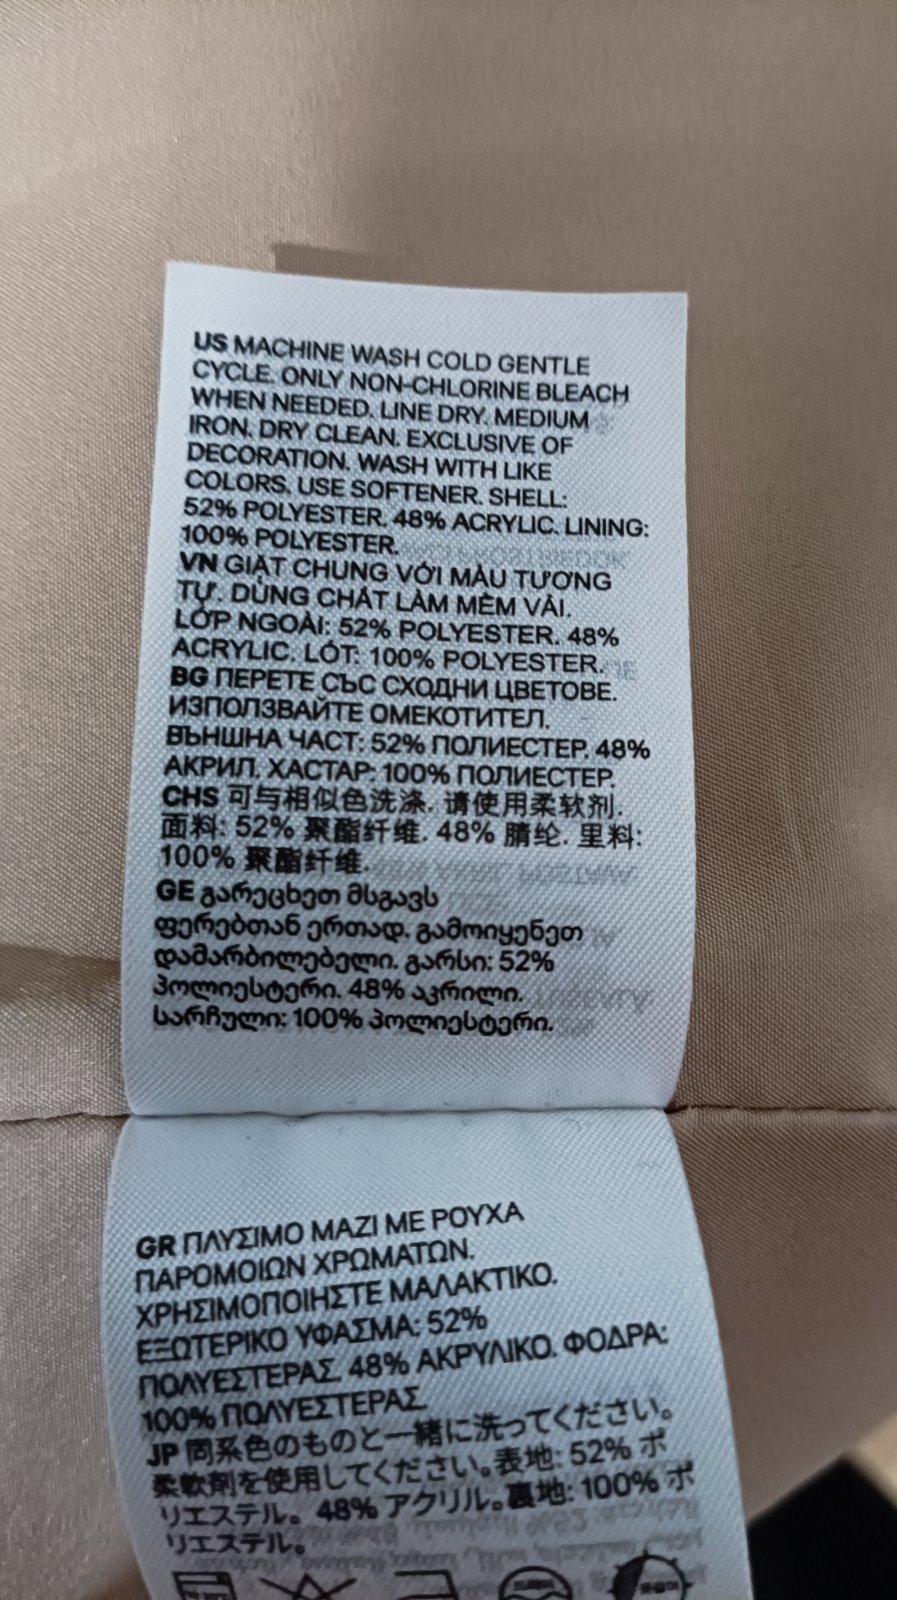 US MACHINE WASH COLD GENTLE
CYCLE. ONLY NON-CHLORINE BLEACH
WHEN NEEDED. LINE DRY. MEDIUM
IRON. DRY CLEAN. EXCLUSIVE OF
DECORATION. WASH WITH LIKE
COLORS. USE SOFTENER. SHELL:
52% POLYESTER. 48% ACRYLIC. LINING:
100% POLYESTER.
VN GIẶT CHUNG VỚI MÀU TƯƠNG
TỰ. DÙNG CHẤT LÀM MỀM VẢI.
LỚP NGOÀI: 52% POLYESTER. 48%
ACRYLIC. LÓT: 100% POLYESTER.
BG ПЕРЕТЕ СЪС СХОДНИ ЦВЕТОВЕ.
ИЗПОЛЗВАЙТЕ ОМЕКОТИТЕЛ.
ВЪНШНА ЧАСТ: 52% ПОЛИЕСТЕР. 48%
АКРИЛ. ХАСТАР: 100% ПОЛИЕСТЕР.
CHS 可与相似色洗涤. 请使用柔软剂.
面料: 52% 聚酯纤维. 48% 腈纶. 里料:
100% 聚酯纤维.
GE გარეცხეთ მსგავს
ფერებთან ერთად. გამოიყენეთ
დამარბილებელი. გარსი: 52%
პოლიესტერი. 48% აკრილი.
სარჩული: 100% პოლიესტერი.
GR ΠΛΥΣΙΜΟ ΜΑΖΙ ΜΕ ΡΟΥΧΑ
ΠΑΡΟΜΟΙΩΝ ΧΡΩΜΑΤΩΝ.
ΧΡΗΣΙΜΟΠΟΙΗΣΤΕ ΜΑΛΑΚΤΙΚΟ.
ΕΞΩΤΕΡΙΚΟ ΥΦΑΣΜΑ: 52%
ΠΟΛΥΕΣΤΕΡΑΣ. 48% ΑΚΡΥΛΙΚΟ. ΦΟΔΡΑ:
100% ΠΟΛΥΕΣΤΕΡΑΣ.
JP 同系色のものと一緒に洗ってください。
柔軟剤を使用してください。表地: 52% ポ
リエステル。 48% アクリル。裏地: 100% ポ
リエステル。